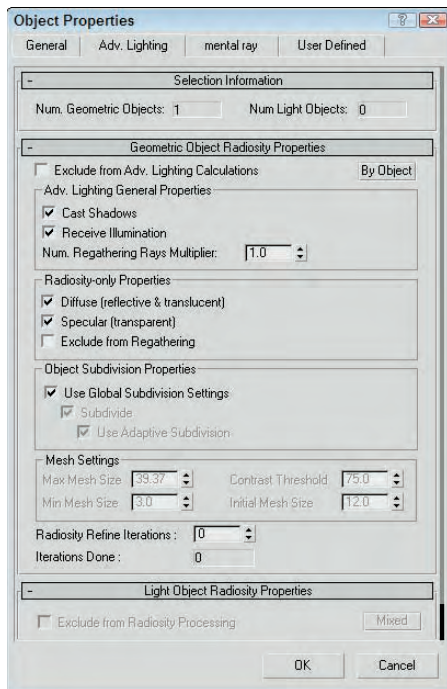 Object Properties
General Adv. Lighting mental ray User Defined
- Selection Information
Num. Geometric Objects: 1 Num Light Objects: 0
- Geometric Object Radiosity Properties
Exclude from Adv. Lighting Calculations By Object
Adv. Lighting General Properties
Cast Shadows
Receive Illumination
Num. Regathering Rays Multiplier: 1.0
Radiosity-only Properties
Diffuse (reflective & translucent)
Specular (transparent)
Exclude from Regathering
Object Subdivision Properties
Use Global Subdivision Settings
Subdivide
Use Adaptive Subdivision
Mesh Settings
Max Mesh Size 39.37 Contrast Threshold 75.0
Min Mesh Size 3.0 Initial Mesh Size 12.0
Radiosity Refine Iterations : 0
Iterations Done : 0
- Light Object Radiosity Properties
Exclude from Radiosity Processing Mixed
OK Cancel